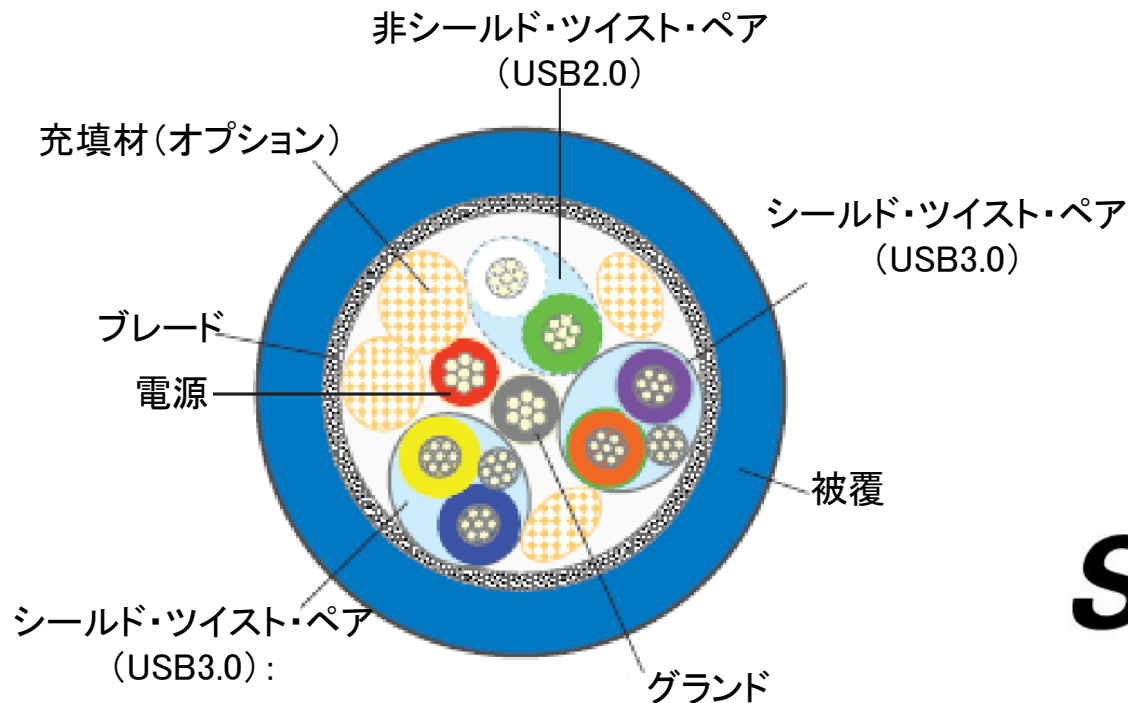 非シールド・ツイスト・ペア
（USB2.0）
充填材（オプション）
シールド・ツイスト・ペア
（USB3.0）
ブレード
電源
被覆
S
シールド・ツイスト・ペア
（USB3.0）：
グランド